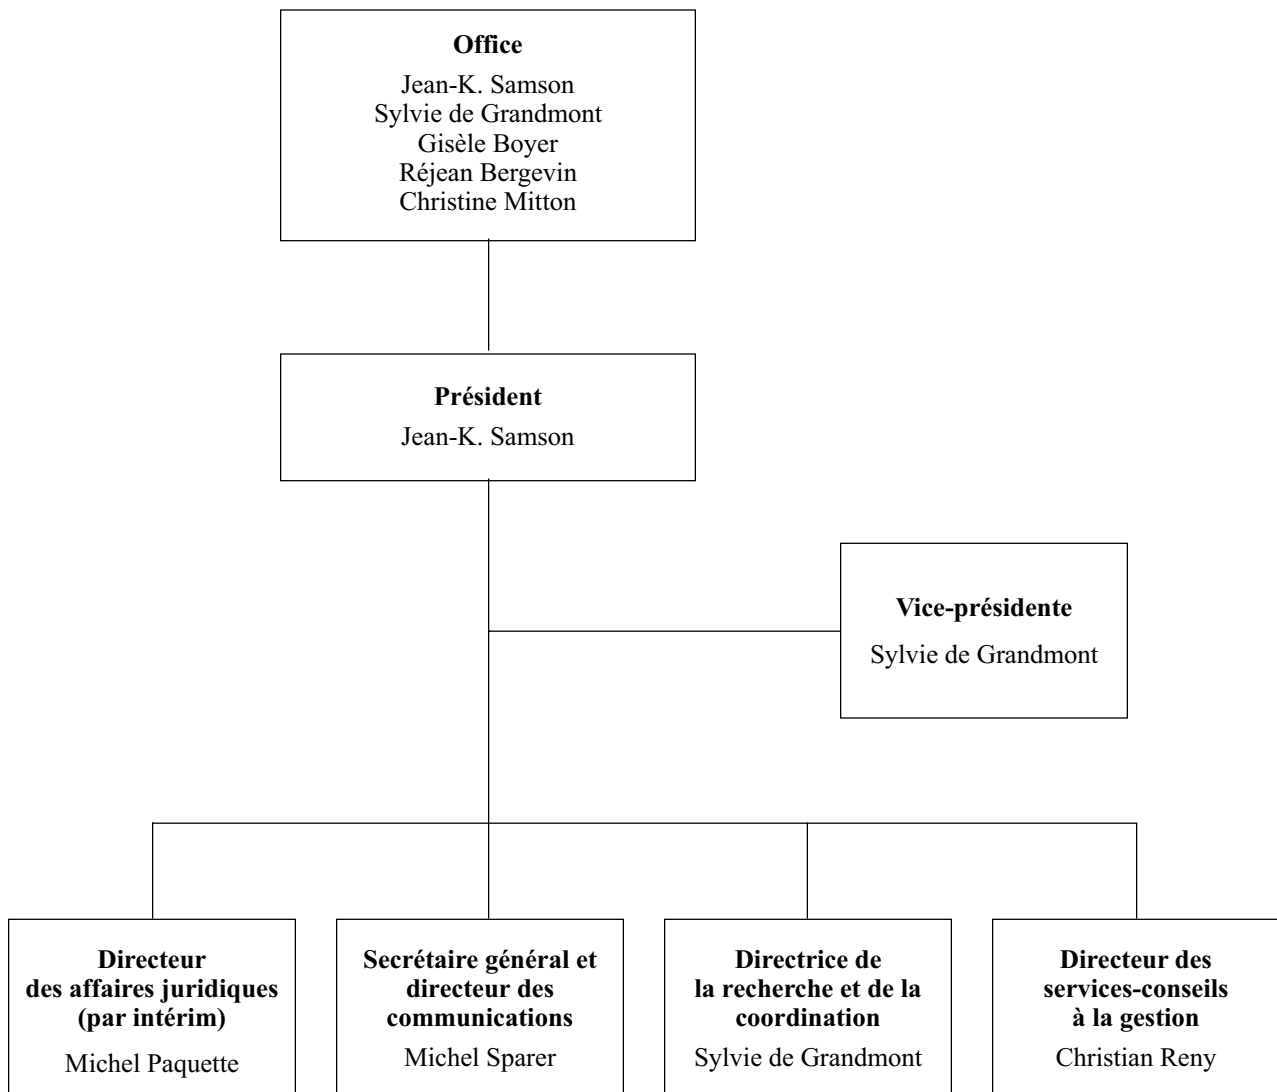 Office
Jean-K. Samson
Sylvie de Grandmont
Gisèle Boyer
Réjean Bergevin
Christine Mitton
Président
Jean-K. Samson
Vice-présidente
Sylvie de Grandmont
Directeur
des affaires juridiques
(par intérim)
Michel Paquette
Secrétaire général et
directeur des
communications
Michel Sparer
Directrice de
la recherche et de la
coordination
Sylvie de Grandmont
Directeur des
services-conseils
à la gestion
Christian Reny